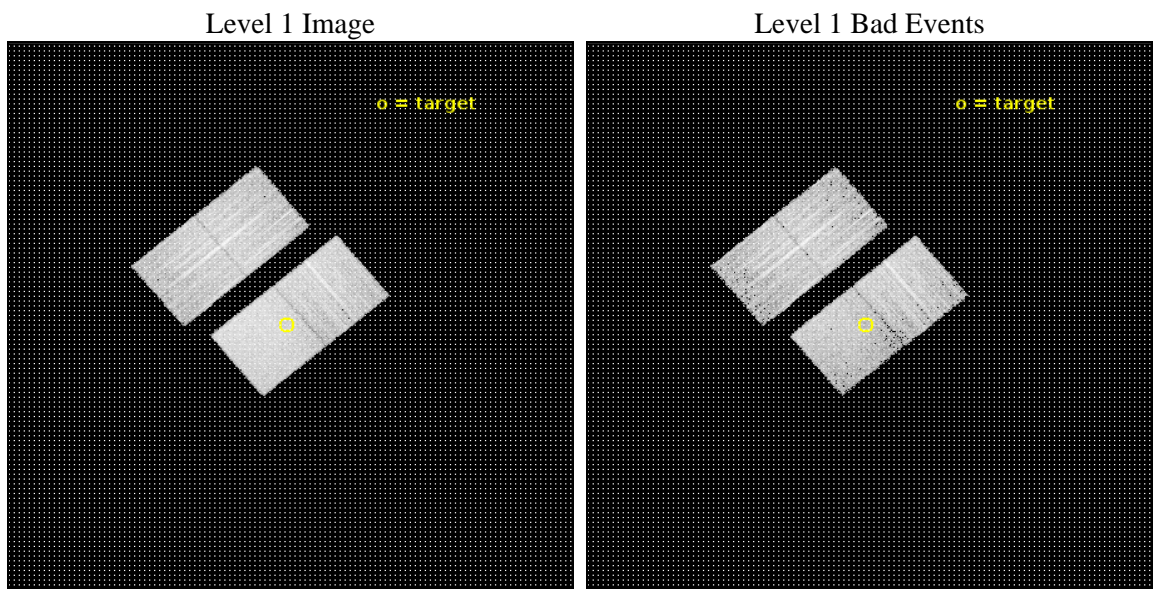 Level 1 Image
Level 1 Bad Events
o = target
o = target